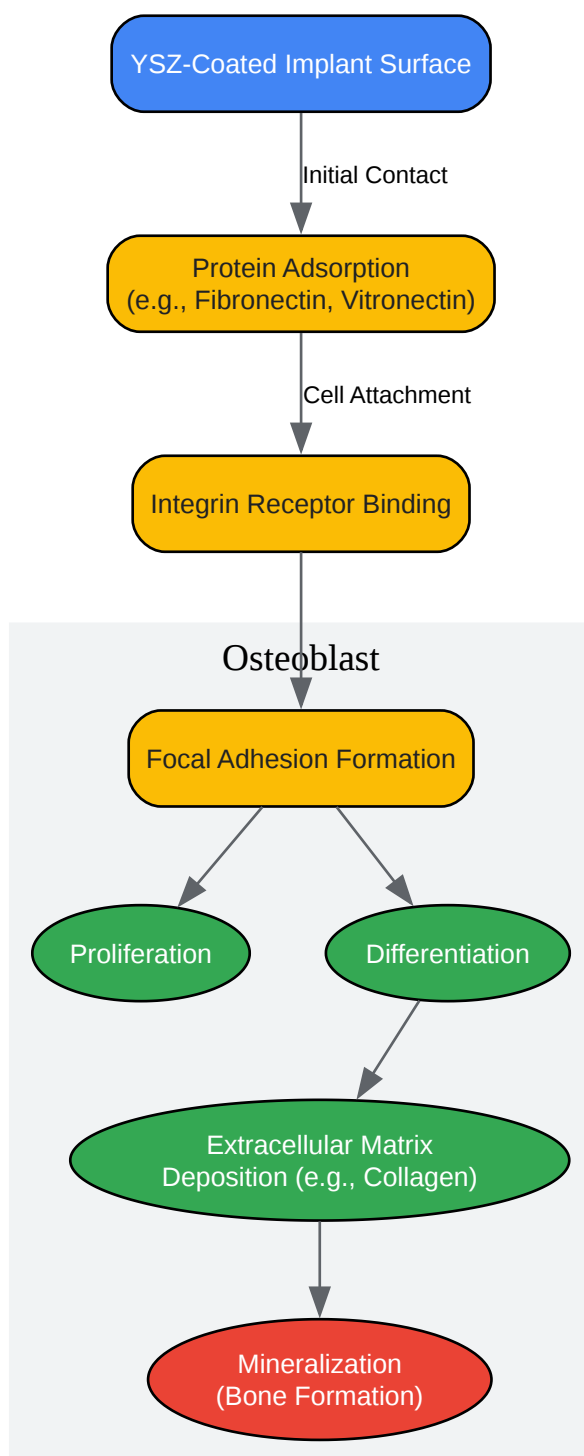 YSZ-Coated Implant Surface
Initial Contact
Protein Adsorption
(e.g., Fibronectin, Vitronectin)
Cell Attachment
Integrin Receptor Binding
Osteoblast
Focal Adhesion Formation
Proliferation
Differentiation
Extracellular Matrix
Deposition (e.g., Collagen)
Mineralization
(Bone Formation)